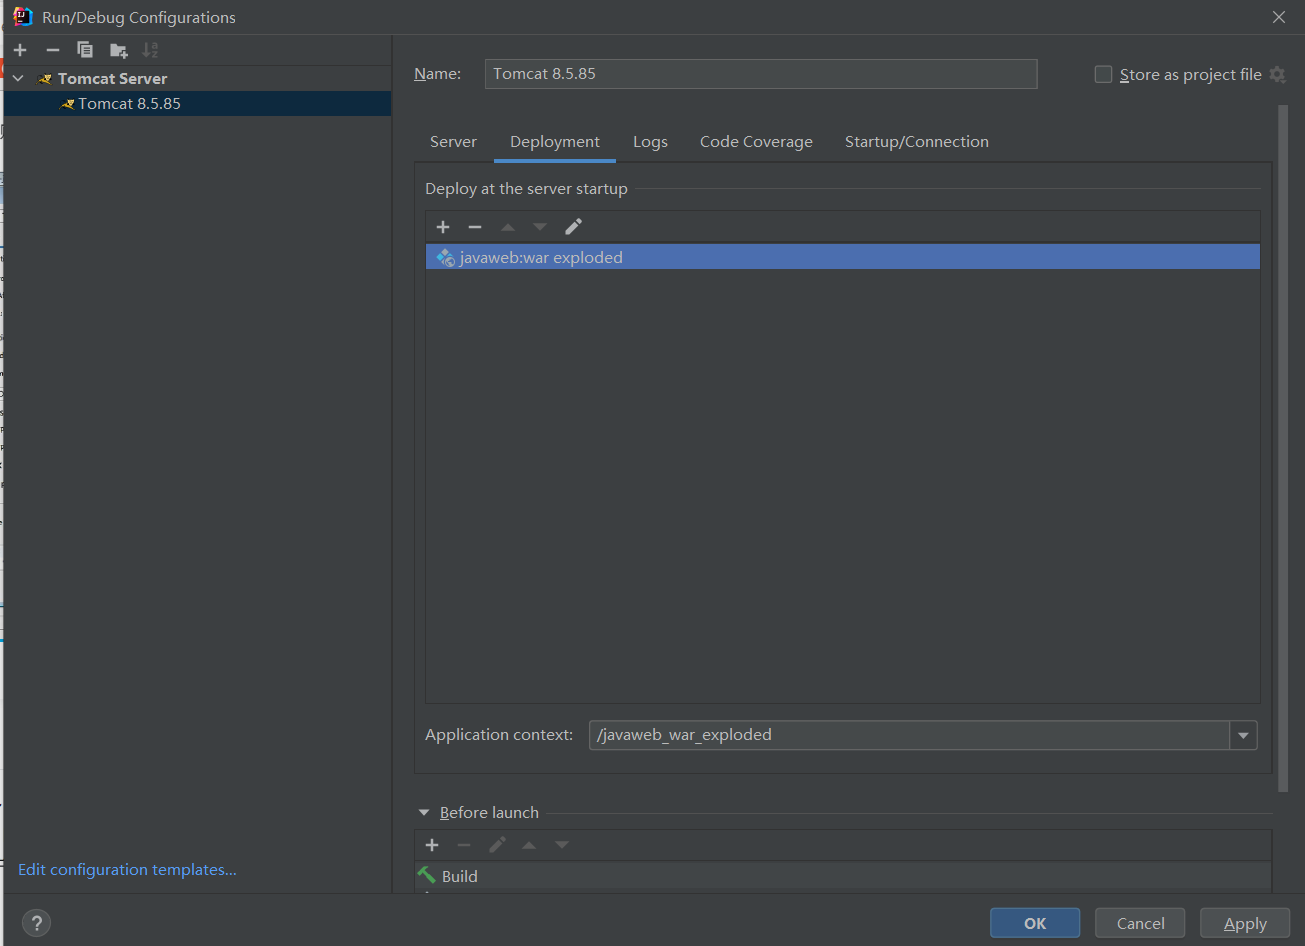 Run/Debug Configurations
Tomcat Server
Tomcat 8.5.85
Name:
Tomcat 8.5.85
Store as project file
Server
Deployment
Logs
Code Coverage
Startup/Connection
Deploy at the server startup
javaweb:war exploded
Application context:
/javaweb_war_exploded
Before launch
Build
Edit configuration templates...
?
OK
Cancel
Apply